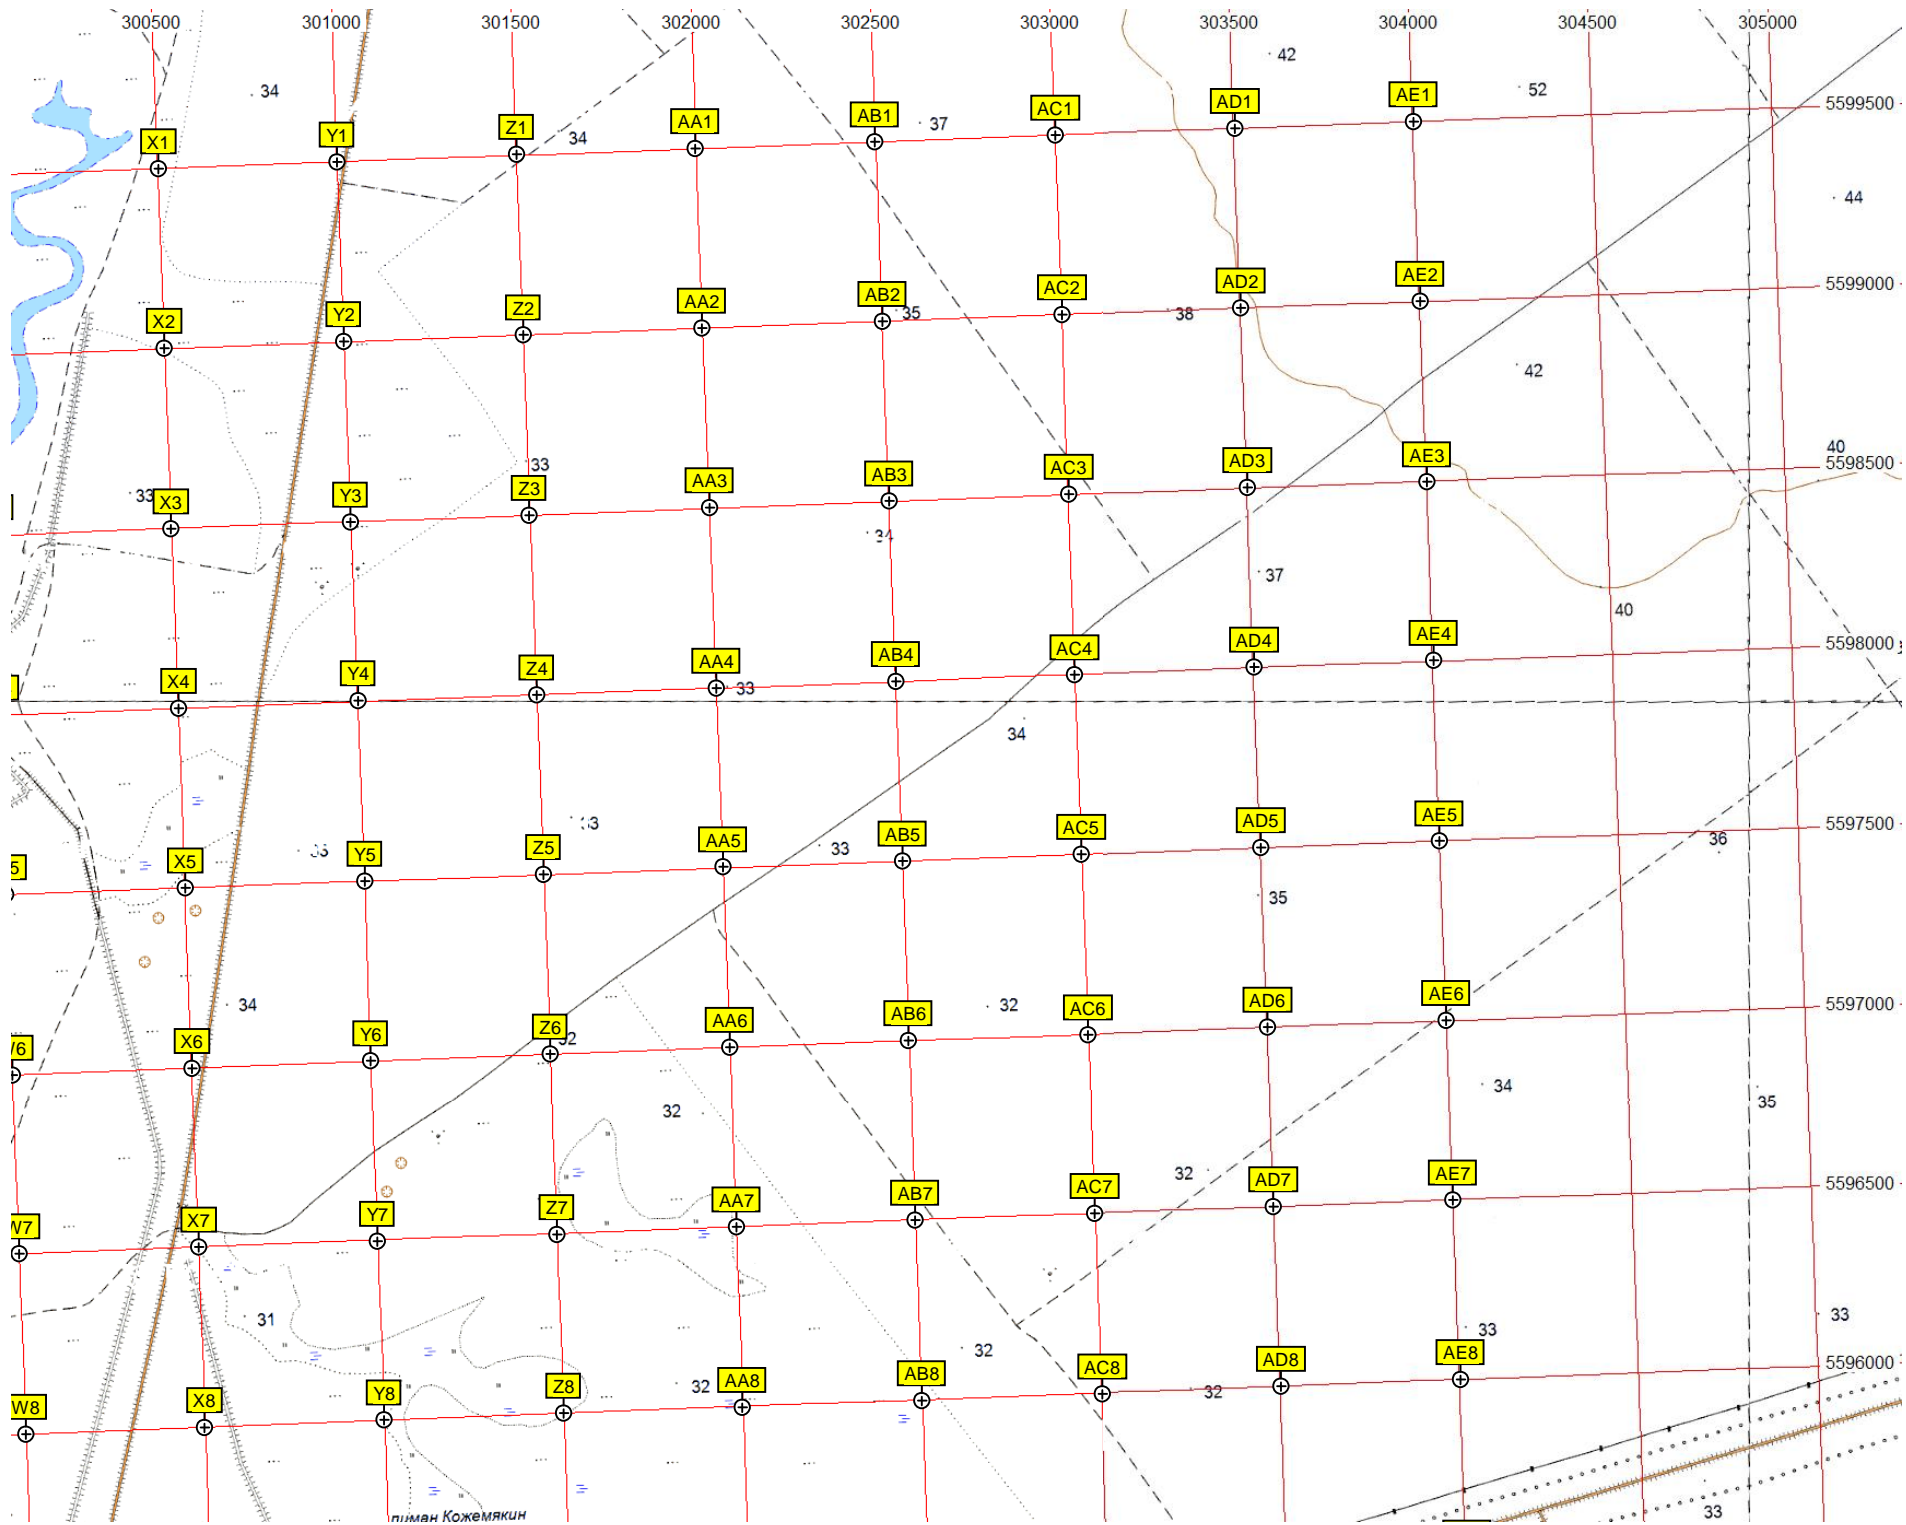 300500 301000 301500 302000 302500 303000 303500 304000 304500 305000
42
34 52
AE1
AD1 5599500
AB1 37 AC1
X1 Y1 Z1 34 AA1
44
AE2
AD2 5599000
AC2
X2 Y2 Z2 AA2 AB2 35 38
42
40
AE3
AD3 5598500
33 AC3
33 X3 Y3 Z3 AA3 AB3
34
37
40
AE4
AD4 5598000
AC4
X4 Y4 Z4 AA4 33 AB4
34
AE5
AD5 5597500
AC5
33 36
5 X5 35 Y5 Z5 AA5 33 AB5
35
AE6
34 32 AD6 5597000
AC6
X6 Y6 Z6 32 AA6 AB6
34
32 35
32
AE7
AD7 5596500
AC7
W7 X7 Y7 Z7 AA7 AB7
31 33
33
32
AE8
AD8 5596000
AC8
W8 X8 Y8 Z8 32 AA8 AB8 32
лиман Кожемякин 33